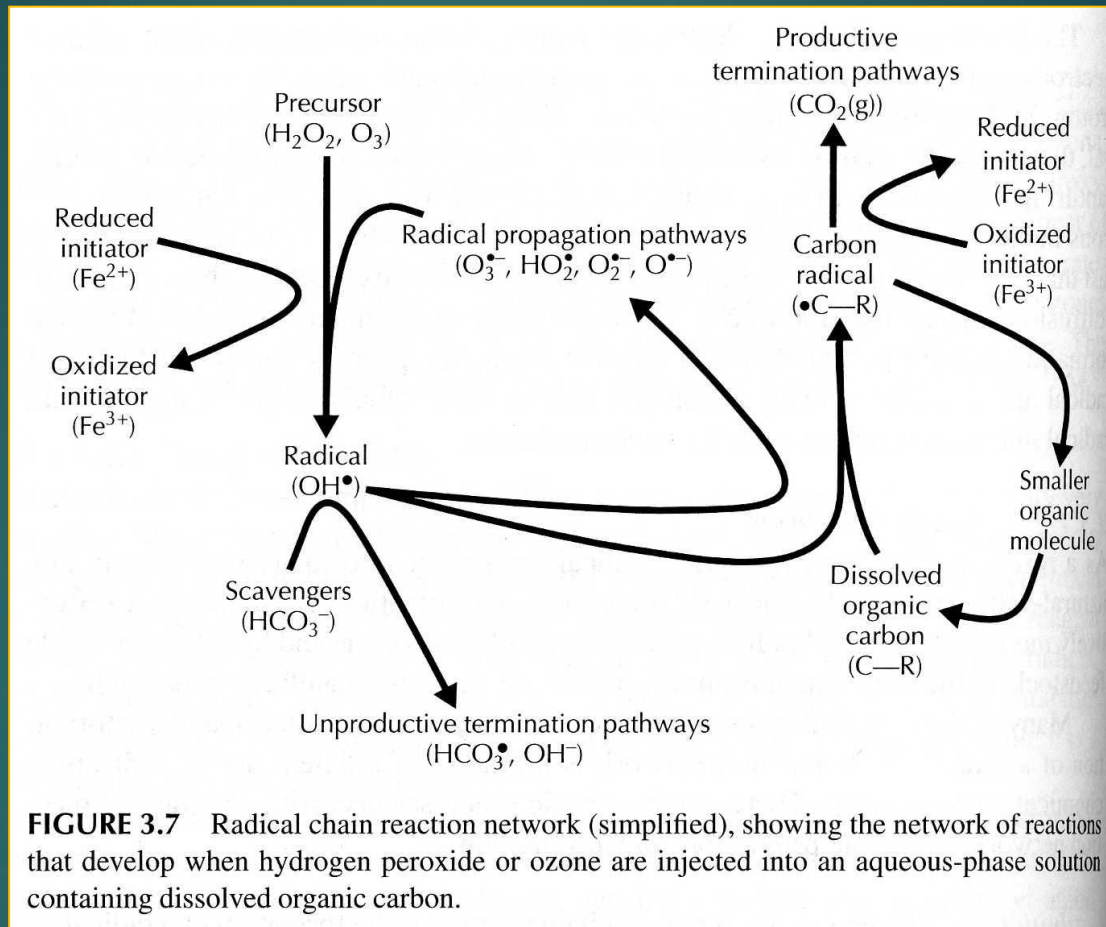 Productive
termination pathways
(CO₂(g))
Precursor
(H₂O₂, O₃)
Reduced
initiator
(Fe²⁺)
Reduced
initiator
(Fe²⁺)
Radical propagation pathways
(O₃•⁻, HO₂•, O₂•⁻, O•⁻)
Carbon
radical
(•C—R)
Oxidized
initiator
(Fe³⁺)
Oxidized
initiator
(Fe³⁺)
Radical
(OH•)
Smaller
organic
molecule
Scavengers
(HCO₃⁻)
Dissolved
organic
carbon
(C—R)
Unproductive termination pathways
(HCO₃•, OH⁻)
FIGURE 3.7 Radical chain reaction network (simplified), showing the network of reactions
that develop when hydrogen peroxide or ozone are injected into an aqueous-phase solution
containing dissolved organic carbon.